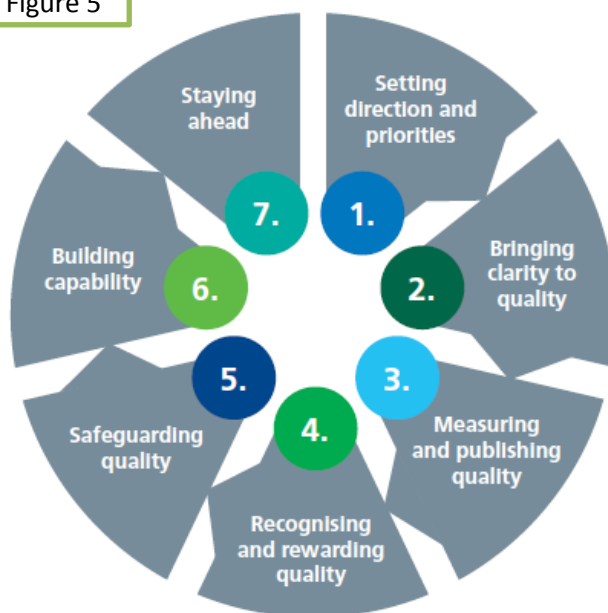 Figure 5
Setting
direction and
priorities
1.
Bringing
clarity to
quality
2.
Measuring
and publishing
quality
3.
Recognising
and rewarding
quality
4.
Safeguarding
quality
5.
Building
capability
6.
Staying
ahead
7.